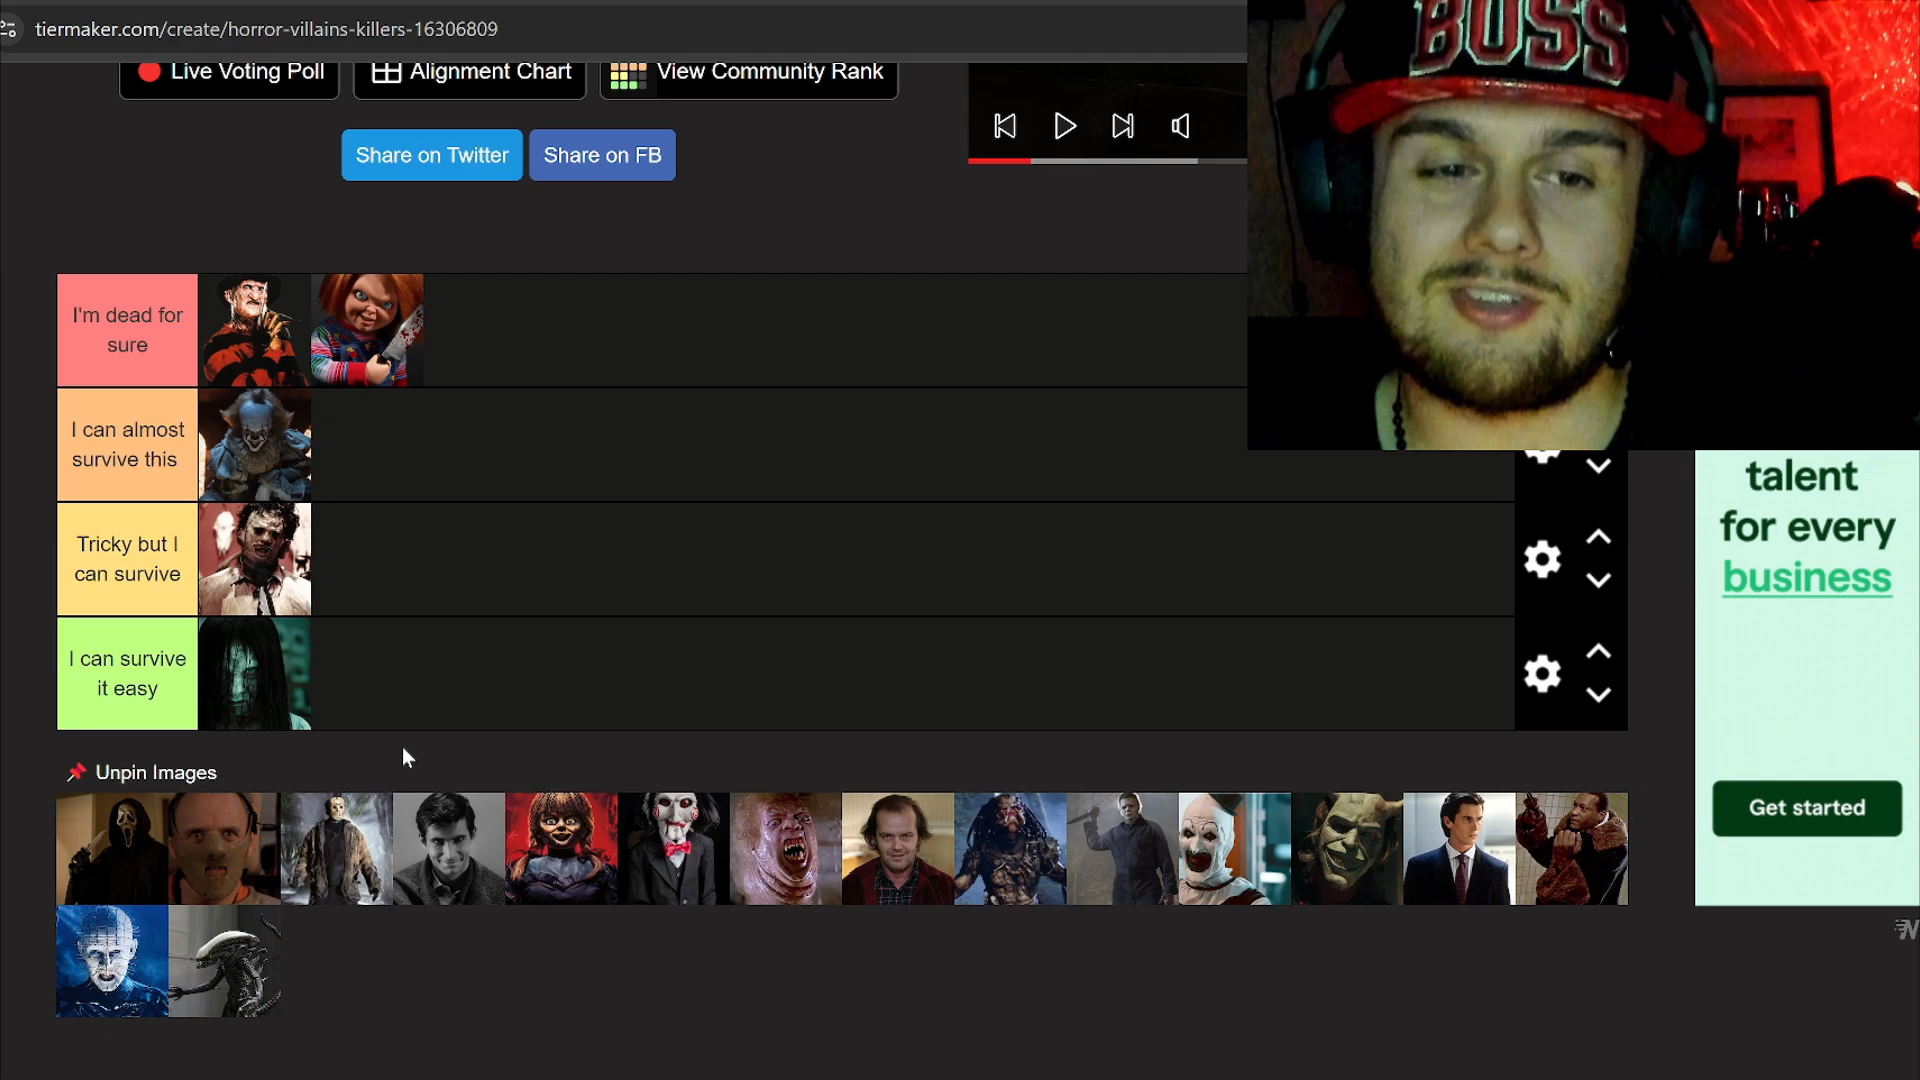 tiermaker.com/create/horror-villains-killers-16306809
BOSS
Live Voting Poll
Alignment Chart
View Community Rank
Share on Twitter
Share on FB
I'm dead for
sure
I can almost
survive this
Tricky but I
can survive
I can survive
it easy
talent
for every
business
Get started
Unpin Images
N